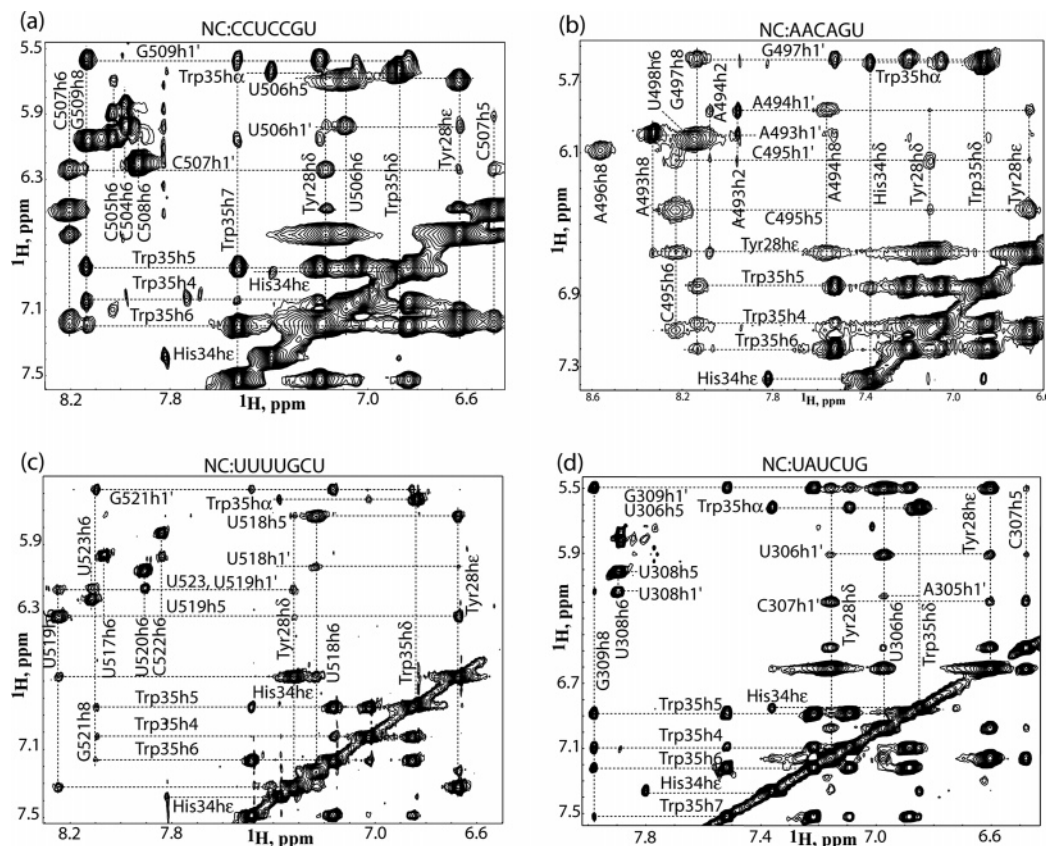 (a)
NC:CCUCCGU
5.5
5.9
6.3
7.1
7.5
¹H, ppm
G509h1'
Trp35hα
U506h5
U506h1'
C507h1'
Trp35h5
Trp35h4
Trp35h6
His34hε
His34hε
C507h6
G509h8
C505h6
C504h6
C508h6
Trp35h7
Tyr28hδ
U506h6
Trp35hδ
Tyr28hε
C507h5
8.2
7.8
¹H, ppm
7.0
6.6
(b)
NC:AACAGU
5.7
6.1
6.9
7.3
¹H, ppm
G497h1'
Trp35hα
A494h1'
A493h1'
C495h1'
C495h5
Tyr28hε
Trp35h5
Trp35h4
Trp35h6
His34hε
A496h8
A493h8
U498h6
G497h8
C495h6
A494h2
A493h2
A494h8
His34hδ
Tyr28hδ
Trp35hδ
Tyr28hε
8.6
8.2
7.8
¹H, ppm
7.4
7.0
6.6
(c)
NC:UUUUGCU
5.9
6.3
7.1
7.5
¹H, ppm
G521h1'
Trp35hα
U518h5
U518h1'
U523, U519h1'
U519h5
His34hε
Trp35h5
Trp35h4
Trp35h6
His34hε
U519h6
G521h8
U523h6
U517h6
U520h6
C522h6
Tyr28hδ
U518h6
Trp35hδ
Tyr28hε
8.2
7.8
¹H, ppm
7.0
6.6
(d)
NC:UAUCUG
5.5
5.9
6.3
6.7
7.1
7.5
¹H, ppm
G309h1'
U306h5
Trp35hα
U306h1'
U308h5
U308h1'
A305h1'
C307h1'
His34hε
Trp35h5
Trp35h4
Trp35h6
His34hε
Trp35h7
G309h8
U308h6
Tyr28hδ
U306h6
Trp35hδ
Tyr28hε
C307h5
7.8
7.4
¹H, ppm
7.0
6.6